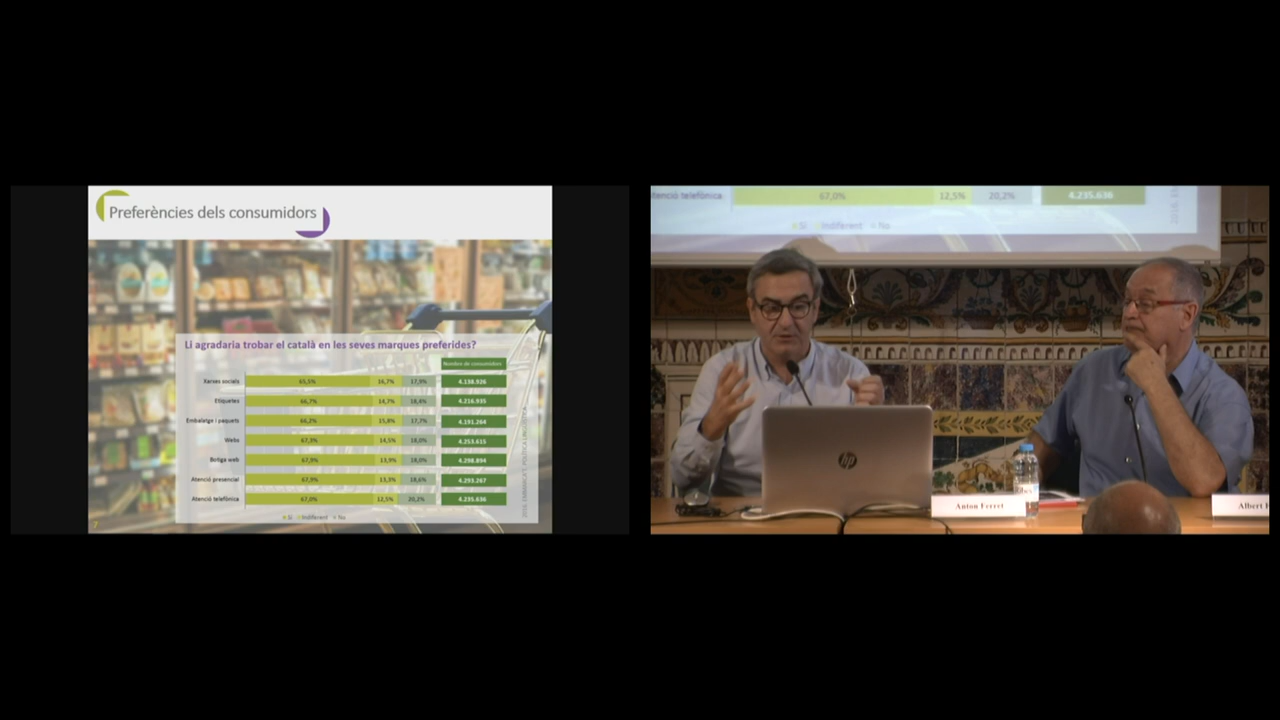 Preferències dels consumidors
Li agradaria trobar el català en les seves marques preferides?
Nombre de consumidors
Xarxes socials 65,5% 16,7% 17,9% 4.138.926
Etiquetes 66,7% 14,7% 18,6% 4.216.935
Embalatge i paquets 66,2% 15,8% 17,7% 4.191.264
Webs 67,3% 14,5% 18,0% 4.253.615
Botiga web 67,9% 13,9% 18,0% 4.298.894
Atenció presencial 67,9% 13,3% 18,6% 4.293.267
Atenció telefònica 67,0% 12,5% 20,2% 4.235.636
Sí Indiferent No
7
Atenció telefònica 67,0% 12,5% 20,2% 4.235.636
Sí Indiferent No
hp
Anton Ferret
Albert